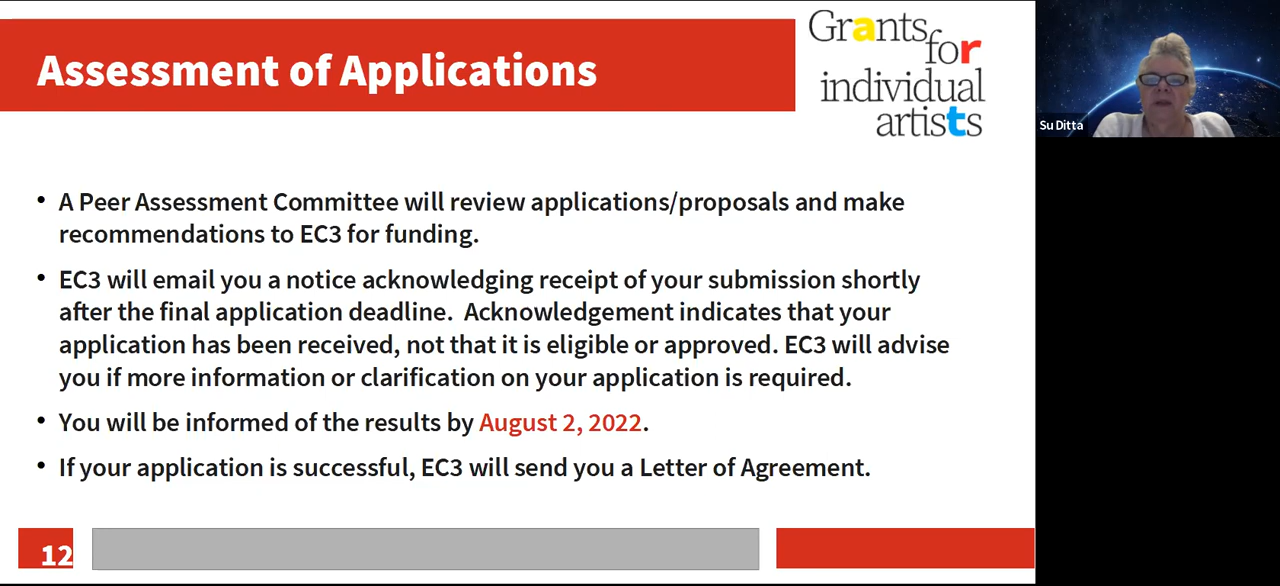 Assessment of Applications
Grants
for
individual
artists
Su Ditta
• A Peer Assessment Committee will review applications/proposals and make
recommendations to EC3 for funding.
• EC3 will email you a notice acknowledging receipt of your submission shortly
after the final application deadline.  Acknowledgement indicates that your
application has been received, not that it is eligible or approved. EC3 will advise
you if more information or clarification on your application is required.
• You will be informed of the results by August 2, 2022.
• If your application is successful, EC3 will send you a Letter of Agreement.
12